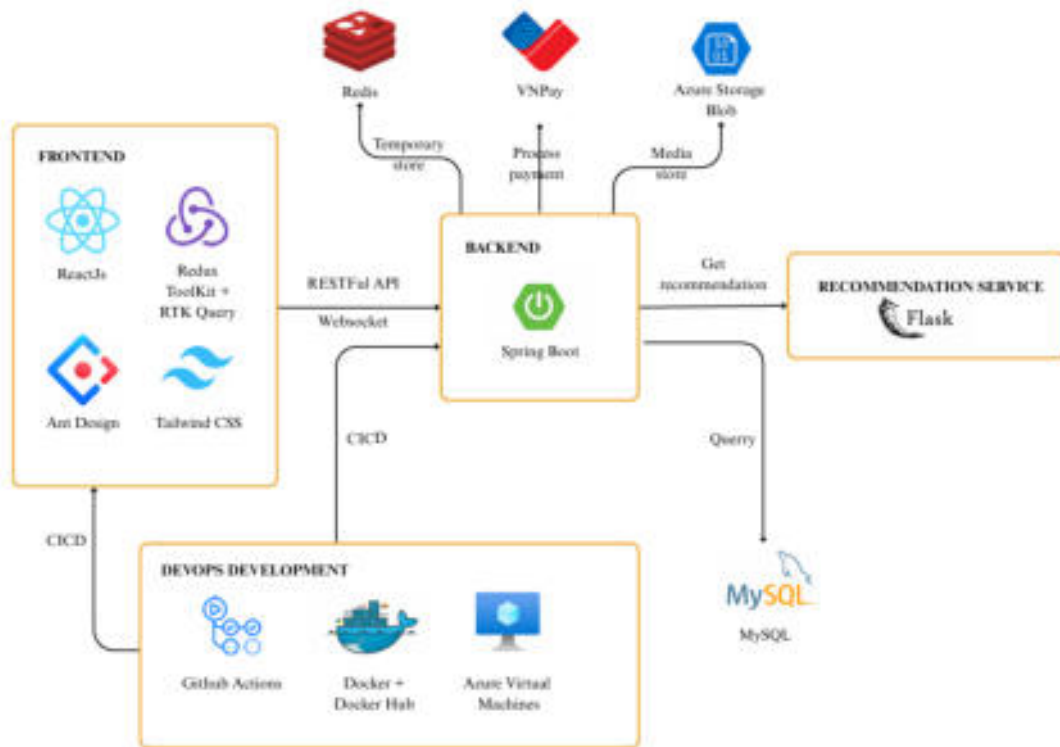 Redis
VNPay
Azure Storage
Blob
Temporary
store
Process
payment
Media
store
FRONTEND
ReactJs
Redux
ToolKit +
RTK Query
Ant Design
Tailwind CSS
RESTFul API
Websocket
BACKEND
Spring Boot
Get
recommendation
RECOMMENDATION SERVICE
Flask
CICD
Querry
CICD
DEVOPS DEVELOPMENT
Github Actions
Docker +
Docker Hub
Azure Virtual
Machines
MySQL
MySQL